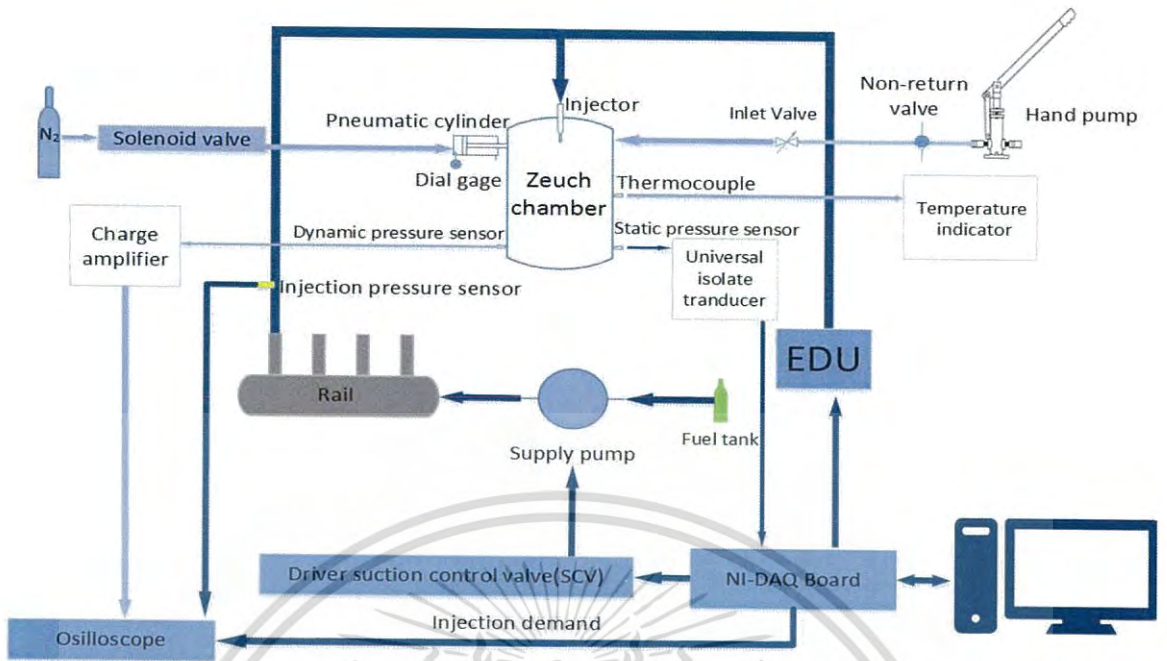 Injector
Non-return
valve
Hand pump
Inlet Valve
Pneumatic cylinder
N₂
Solenoid valve
Dial gage
Zeuch
chamber
Thermocouple
Temperature
indicator
Charge
amplifier
Dynamic pressure sensor
Static pressure sensor
Universal
isolate
tranducer
Injection pressure sensor
EDU
Rail
Fuel tank
Supply pump
Driver suction control valve(SCV)
NI-DAQ Board
Injection demand
Osilloscope